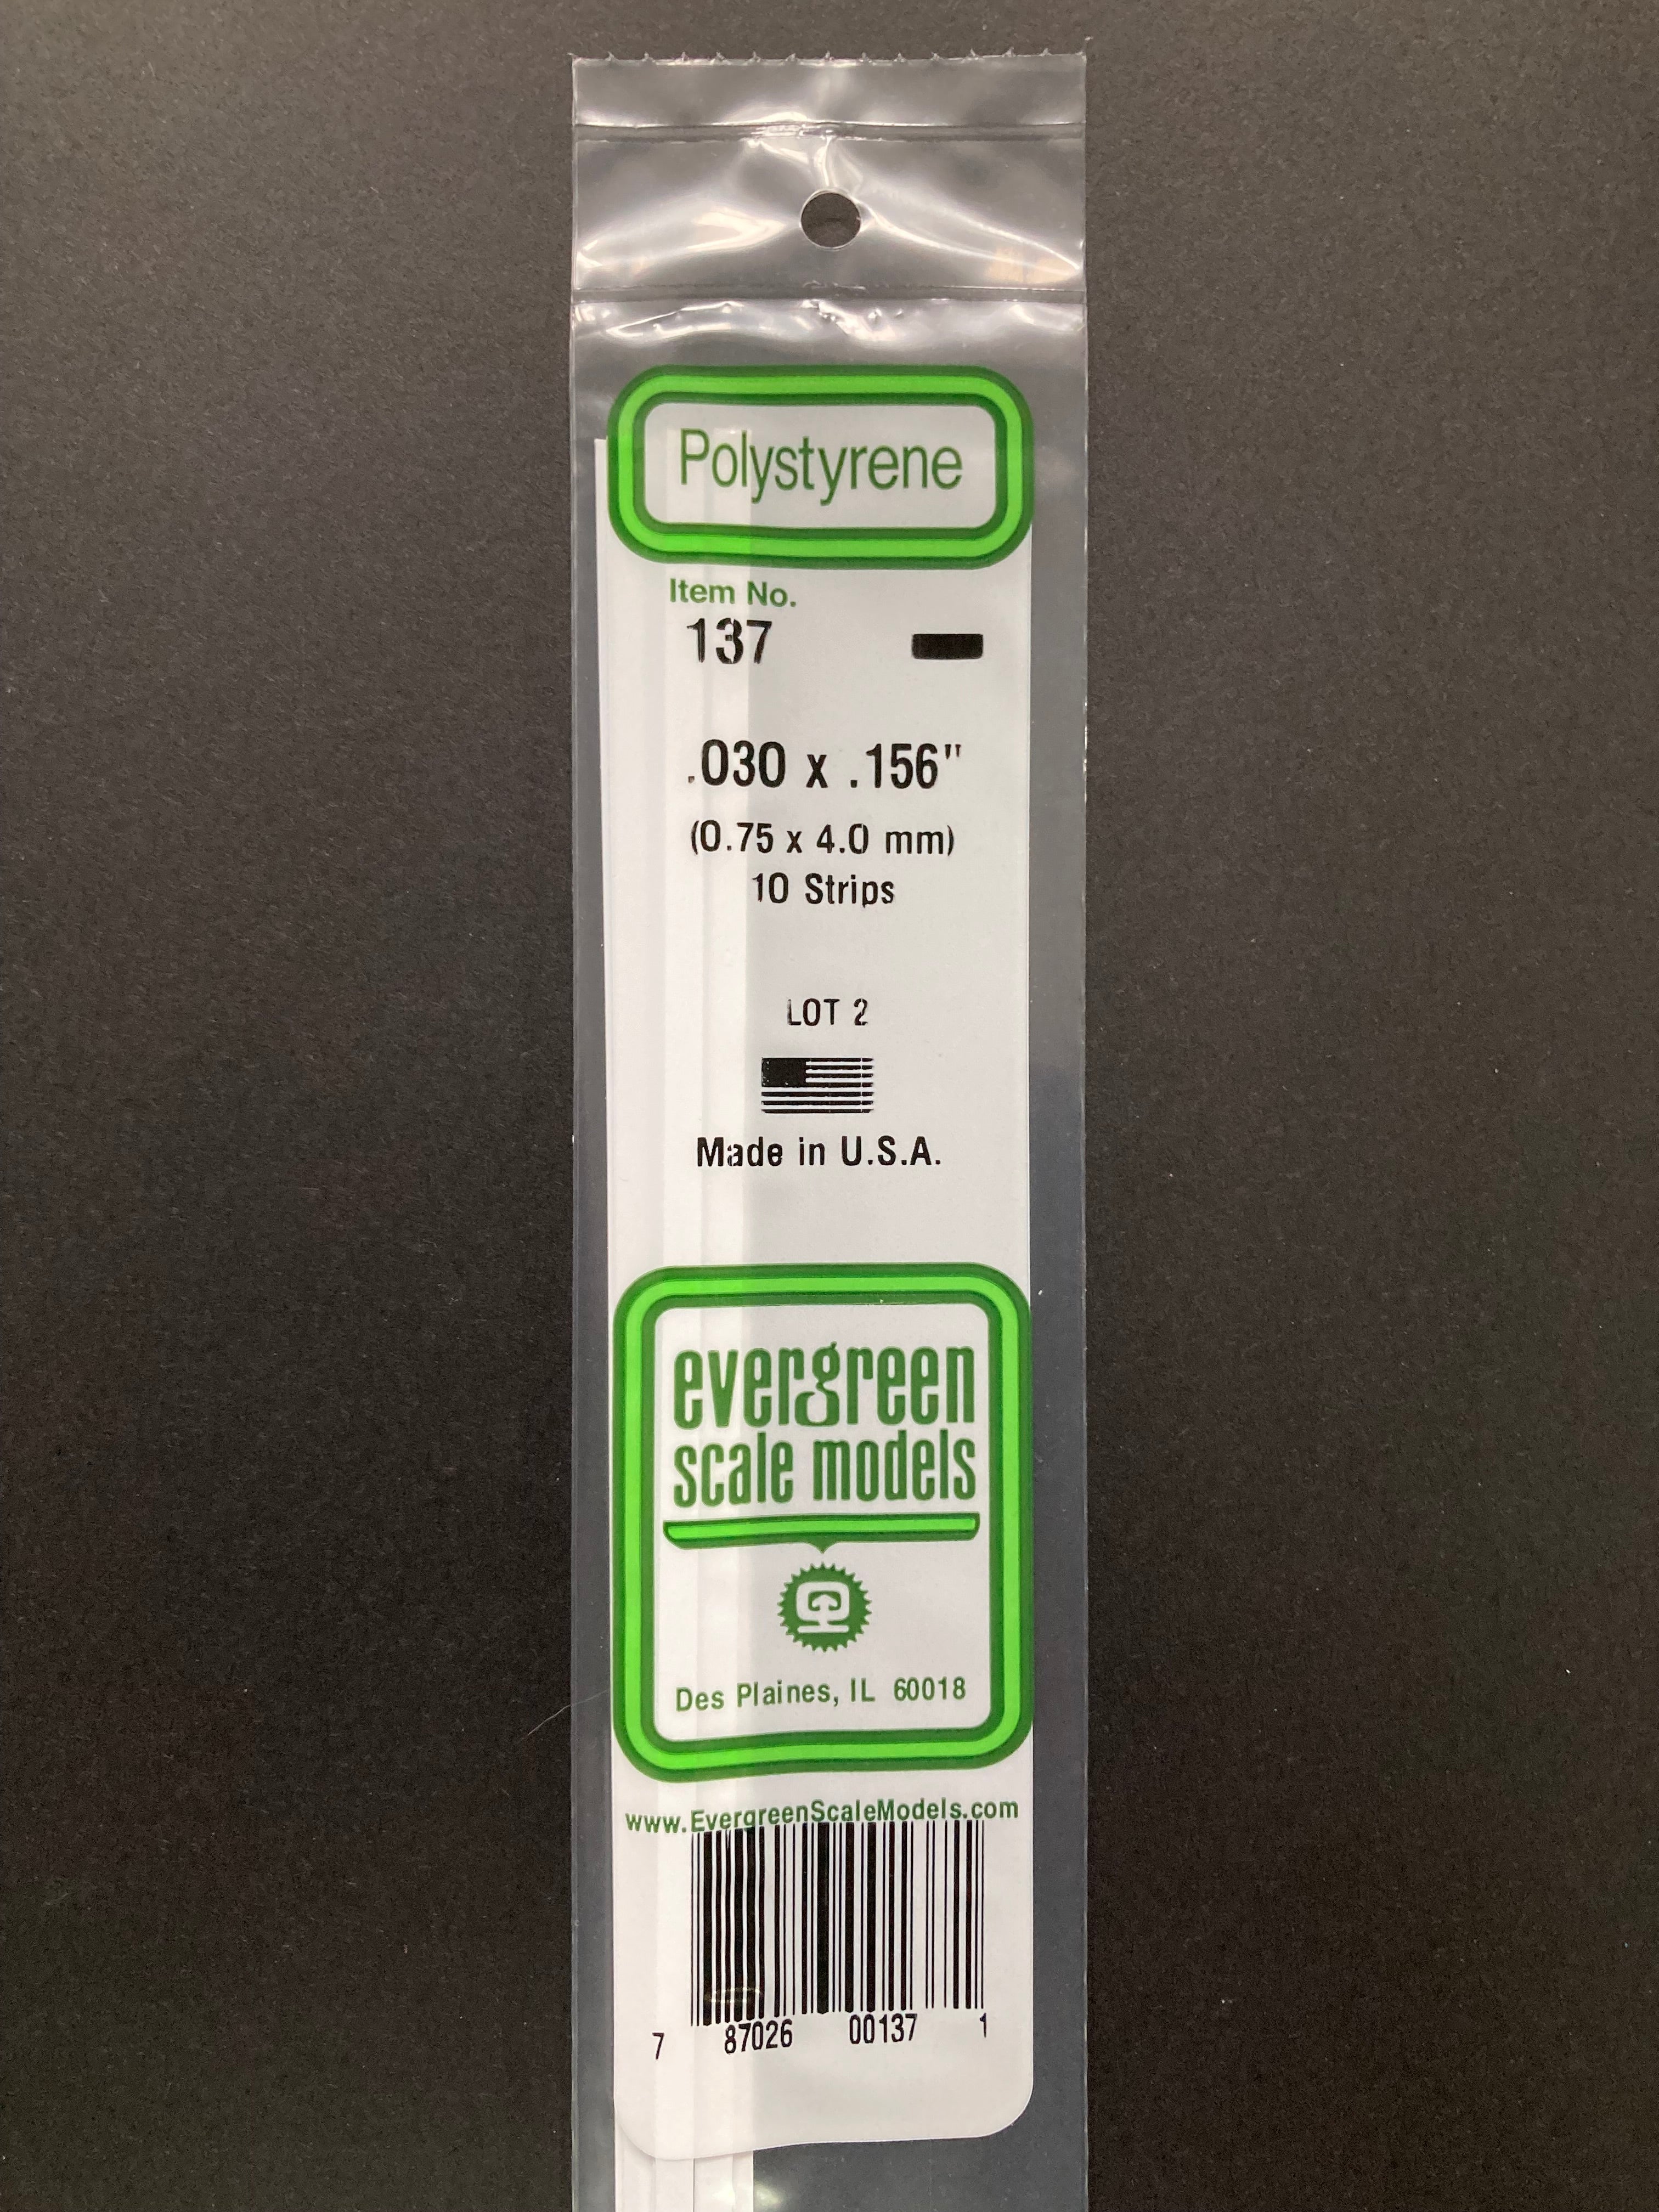 Polystyrene
Item No.
137
.030 x .156"
(0.75 x 4.0 mm)
10 Strips
LOT 2
Made in U.S.A.
evergreen
scale models
Des Plaines, IL 60018
www.EvergreenScaleModels.com
7 87026 00137 1